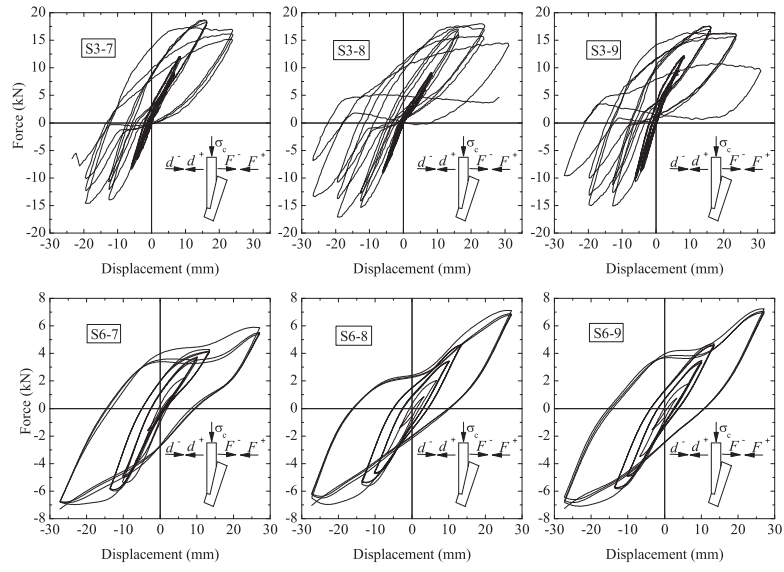 20
15
10
5
0
-5
-10
-15
-20
Force (kN)
S3-7
σc
d- d+ F- F+
-30 -20 -10 0 10 20 30
Displacement (mm)
S3-8
σc
d- d+ F- F+
-30 -20 -10 0 10 20 30
Displacement (mm)
S3-9
σc
d- d+ F- F+
-30 -20 -10 0 10 20 30
Displacement (mm)
8
6
4
2
0
-2
-4
-6
-8
Force (kN)
S6-7
σc
d- d+ F- F+
-30 -20 -10 0 10 20 30
Displacement (mm)
S6-8
σc
d- d+ F- F+
-30 -20 -10 0 10 20 30
Displacement (mm)
S6-9
σc
d- d+ F- F+
-30 -20 -10 0 10 20 30
Displacement (mm)